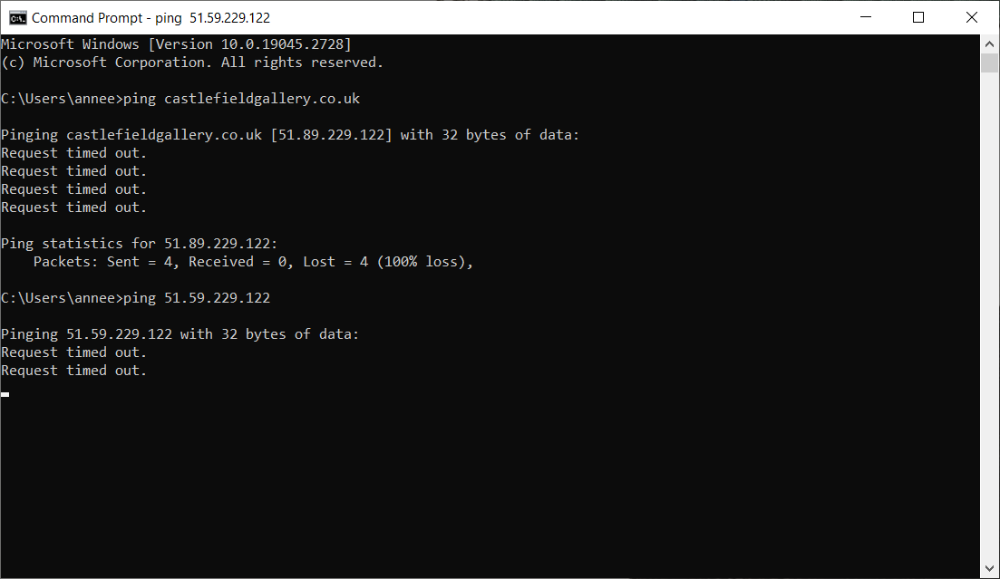 Command Prompt - ping  51.59.229.122
Microsoft Windows [Version 10.0.19045.2728]
(c) Microsoft Corporation. All rights reserved.
C:\Users\annee>ping castlefieldgallery.co.uk
Pinging castlefieldgallery.co.uk [51.89.229.122] with 32 bytes of data:
Request timed out.
Request timed out.
Request timed out.
Request timed out.
Ping statistics for 51.89.229.122:
    Packets: Sent = 4, Received = 0, Lost = 4 (100% loss),
C:\Users\annee>ping 51.59.229.122
Pinging 51.59.229.122 with 32 bytes of data:
Request timed out.
Request timed out.